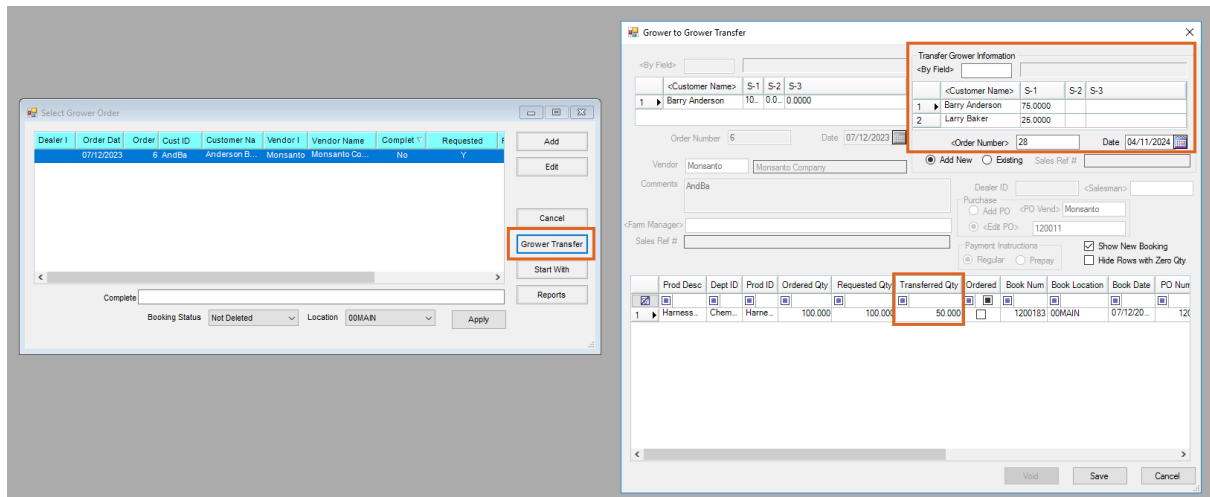 Select Grower Order
Dealer I Order Dat Order Cust ID Customer Na Vendor I Vendor Name Complet Requested F
07/12/2023 6 AndBa Anderson B... Monsanto Monsanto Co... No Y
Add
Edit
Cancel
Grower Transfer
Start With
Reports
Complete
Booking Status Not Deleted Location 00MAIN Apply
Grower to Grower Transfer
<By Field>
<Customer Name> S-1 S-2 S-3
1 Barry Anderson 10... 0.0... 0.0000
Order Number 6 Date 07/12/2023
Vendor Monsanto Monsanto Company
Comments AndBa
<Farm Manager>
Sales Ref #
Transfer Grower Information
<By Field>
<Customer Name> S-1 S-2 S-3
1 Barry Anderson 75.0000
2 Larry Baker 25.0000
<Order Number> 28 Date 04/11/2024
Add New Existing Sales Ref #
Dealer ID <Salesman>
Purchase
Add PO <PO Vend> Monsanto
<Edit PO> 120011
Payment Instructions
Regular Prepay
Show New Booking
Hide Rows with Zero Qty
Prod Desc Dept ID Prod ID Ordered Qty Requested Qty Transferred Qty Ordered Book Num Book Location Book Date PO Num
1 Harness... Chem... Harne... 100.000 100.000 50.000 1200183 00MAIN 07/12/20... 120
Void Save Cancel